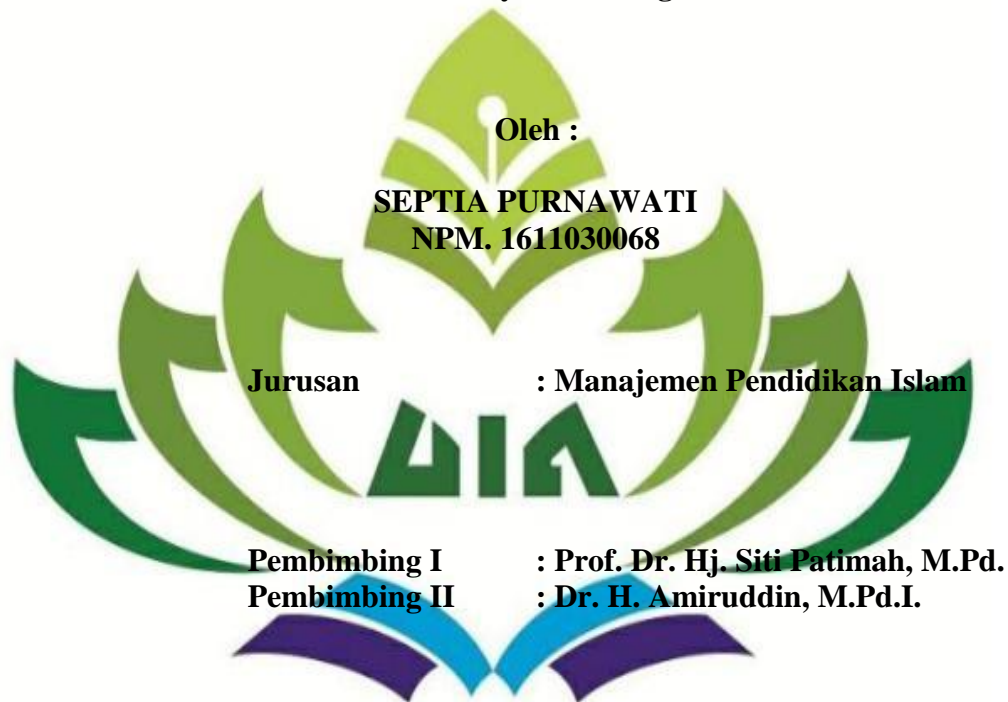 Oleh :
SEPTIA PURNAWATI
NPM. 1611030068
Jurusan : Manajemen Pendidikan Islam
UIN
Pembimbing I : Prof. Dr. Hj. Siti Patimah, M.Pd.
Pembimbing II : Dr. H. Amiruddin, M.Pd.I.